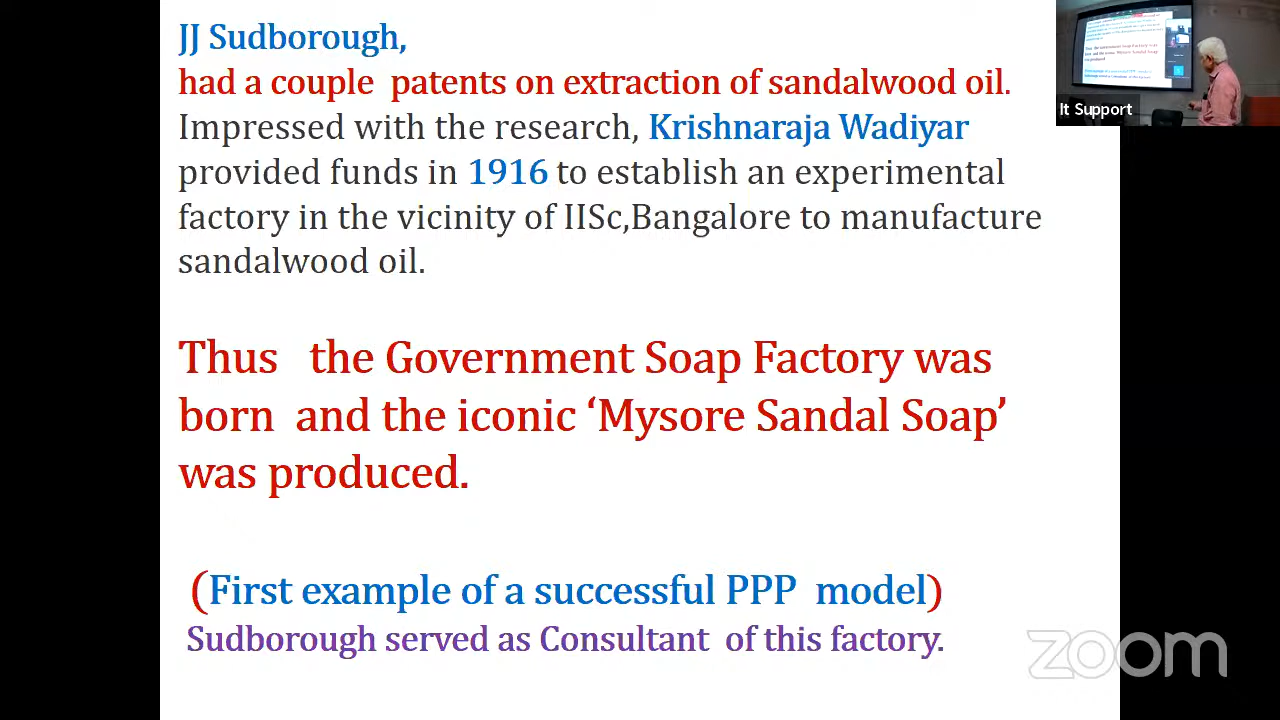 JJ Sudborough,
had a couple patents on extraction of sandalwood oil.
Impressed with the research, Krishnaraja Wadiyar
provided funds in 1916 to establish an experimental
factory in the vicinity of IISc,Bangalore to manufacture
sandalwood oil.
Thus the Government Soap Factory was
born and the iconic ‘Mysore Sandal Soap’
was produced.
(First example of a successful PPP model)
Sudborough served as Consultant of this factory.
It Support
zoom